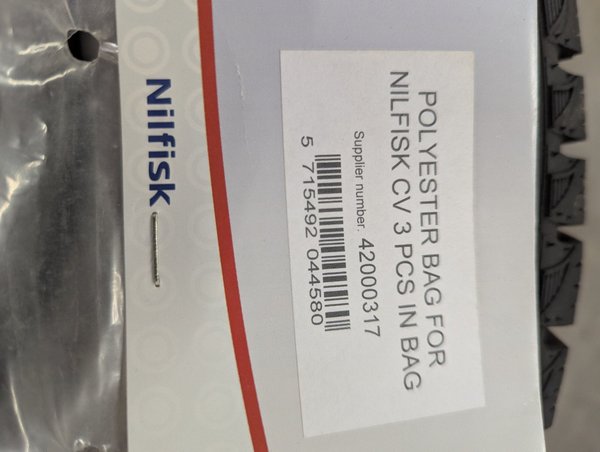 Nilfisk
POLYESTER BAG FOR
NILFISK CV 3 PCS IN BAG
Supplier number. 42000317
5 715492 044580